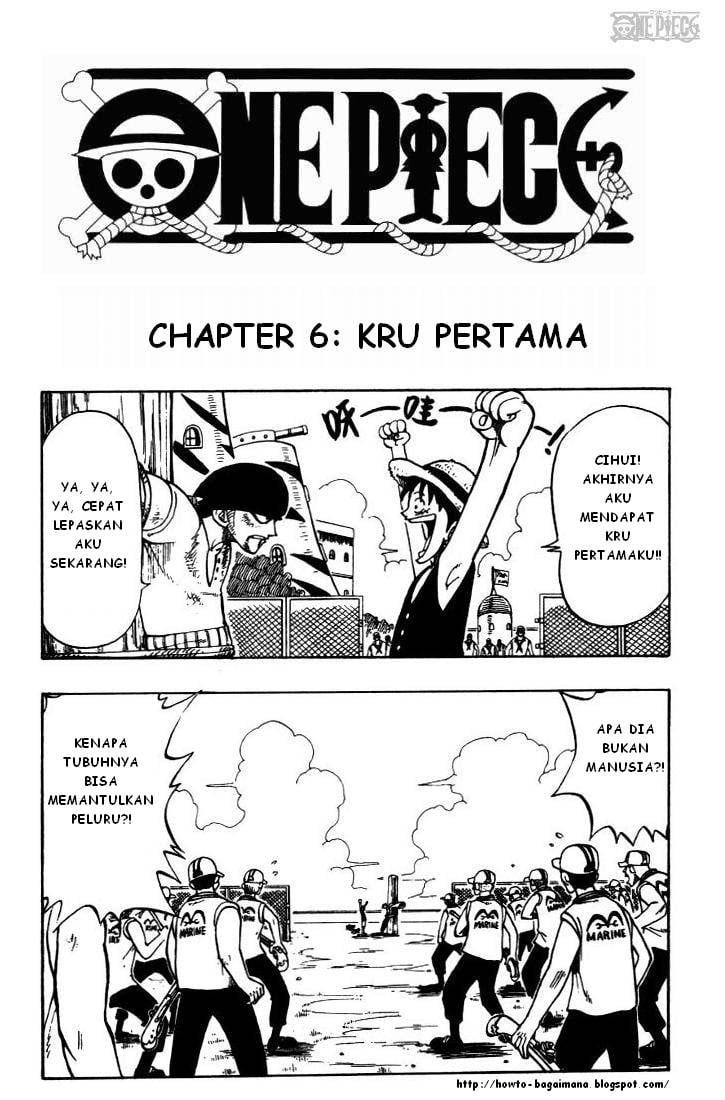 ONE PIECE
ONE PIECE
CHAPTER 6: KRU PERTAMA
CIHUI!
AKHIRNYA
AKU
MENDAPAT
KRU
PERTAMAKU!!
呀ー哇ー!
YA, YA,
YA, CEPAT
LEPASKAN
AKU
SEKARANG!
APA DIA
BUKAN
MANUSIA?!
KENAPA
TUBUHNYA
BISA
MEMANTULKAN
PELURU?!
MARINE
MARINE
MARINE
MARINE
http://howto-bagaimana.blogspot.com/